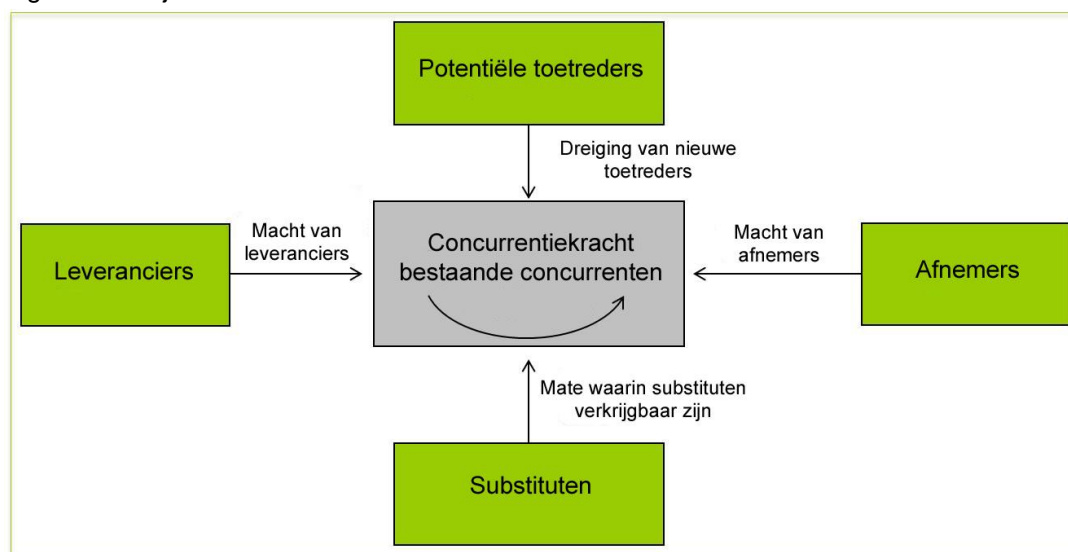 Potentiële toetreders
Dreiging van nieuwe
toetreders
Leveranciers
Macht van
leveranciers
Concurrentiekracht
bestaande concurrenten
Macht van
afnemers
Afnemers
Mate waarin substituten
verkrijgbaar zijn
Substituten